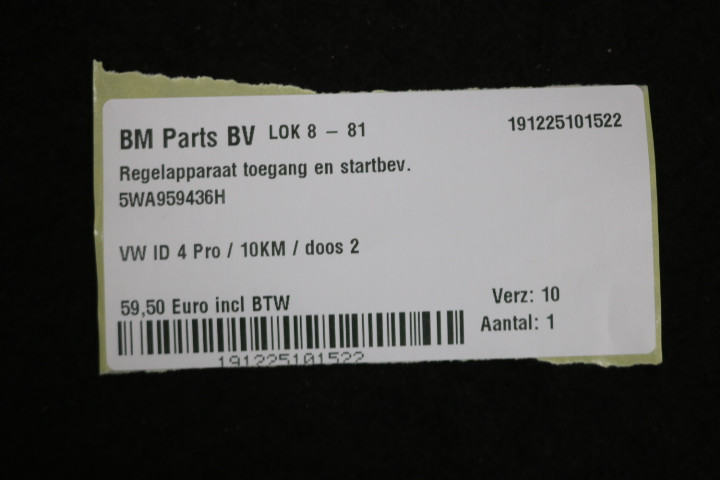 BM Parts BV LOK 8 - 81 191225101522
Regelapparaat toegang en startbev.
5WA959436H
VW ID 4 Pro / 10KM / doos 2
59,50 Euro incl BTW Verz: 10
Aantal: 1
191225101522